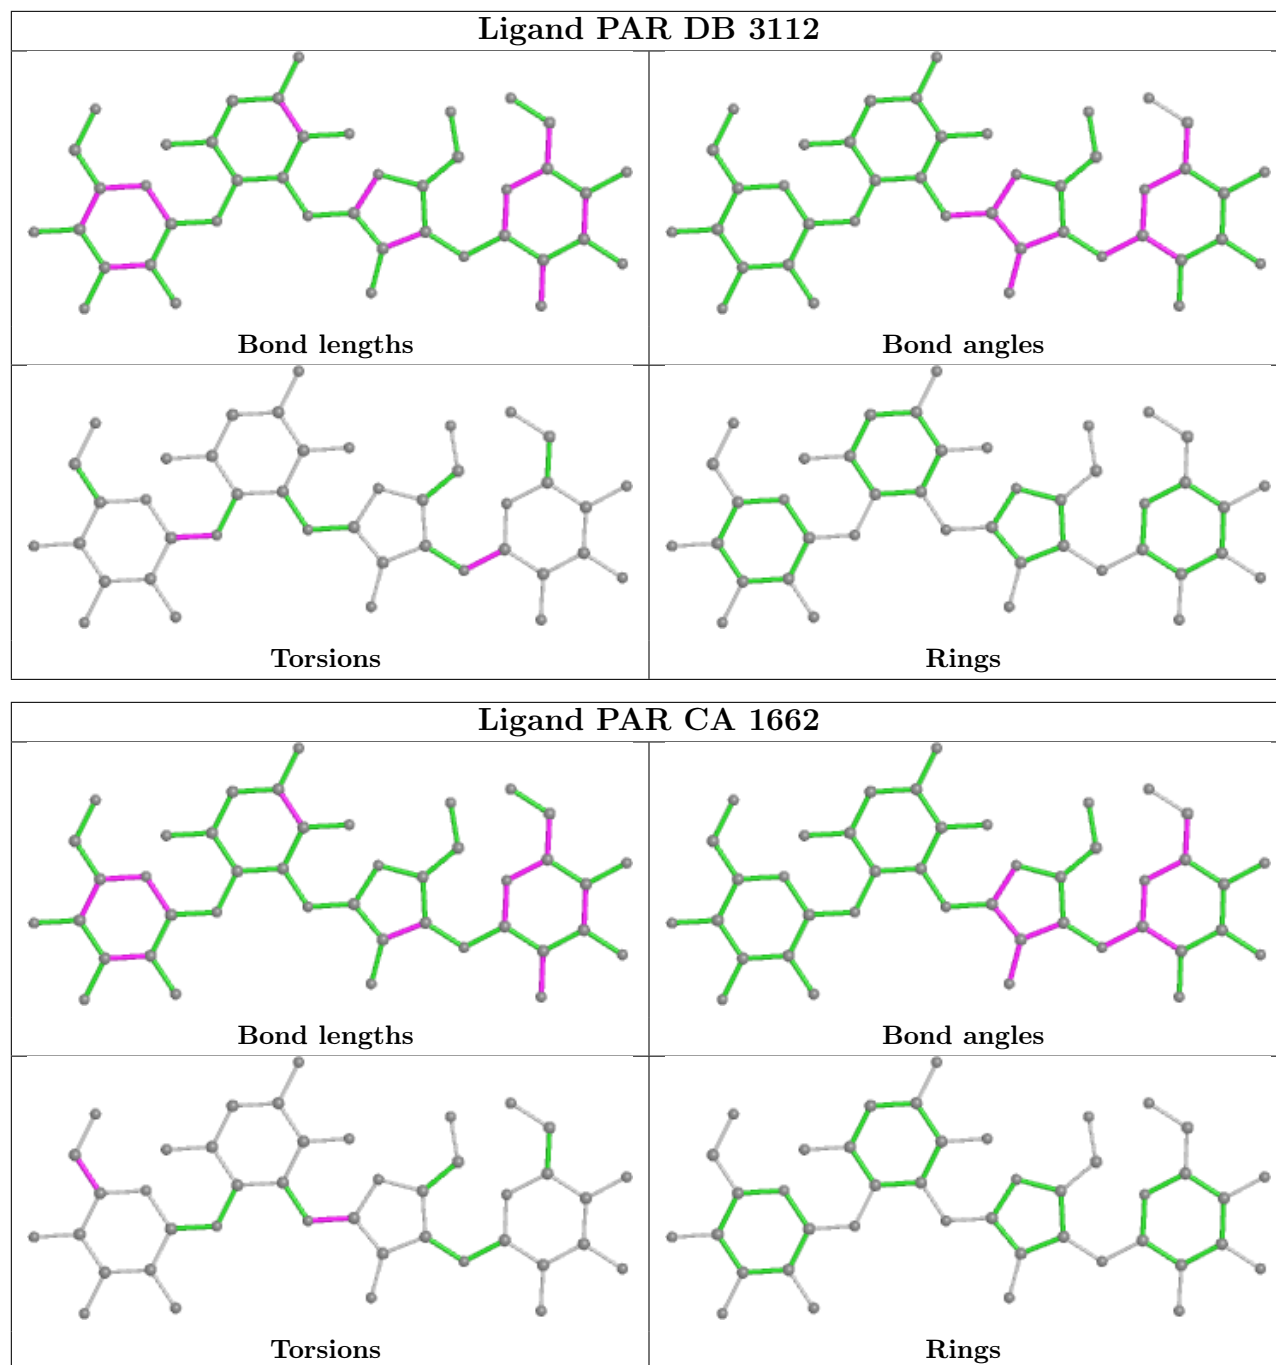 Ligand PAR DB 3112
Bond lengths
Bond angles
Torsions
Rings
Ligand PAR CA 1662
Bond lengths
Bond angles
Torsions
Rings